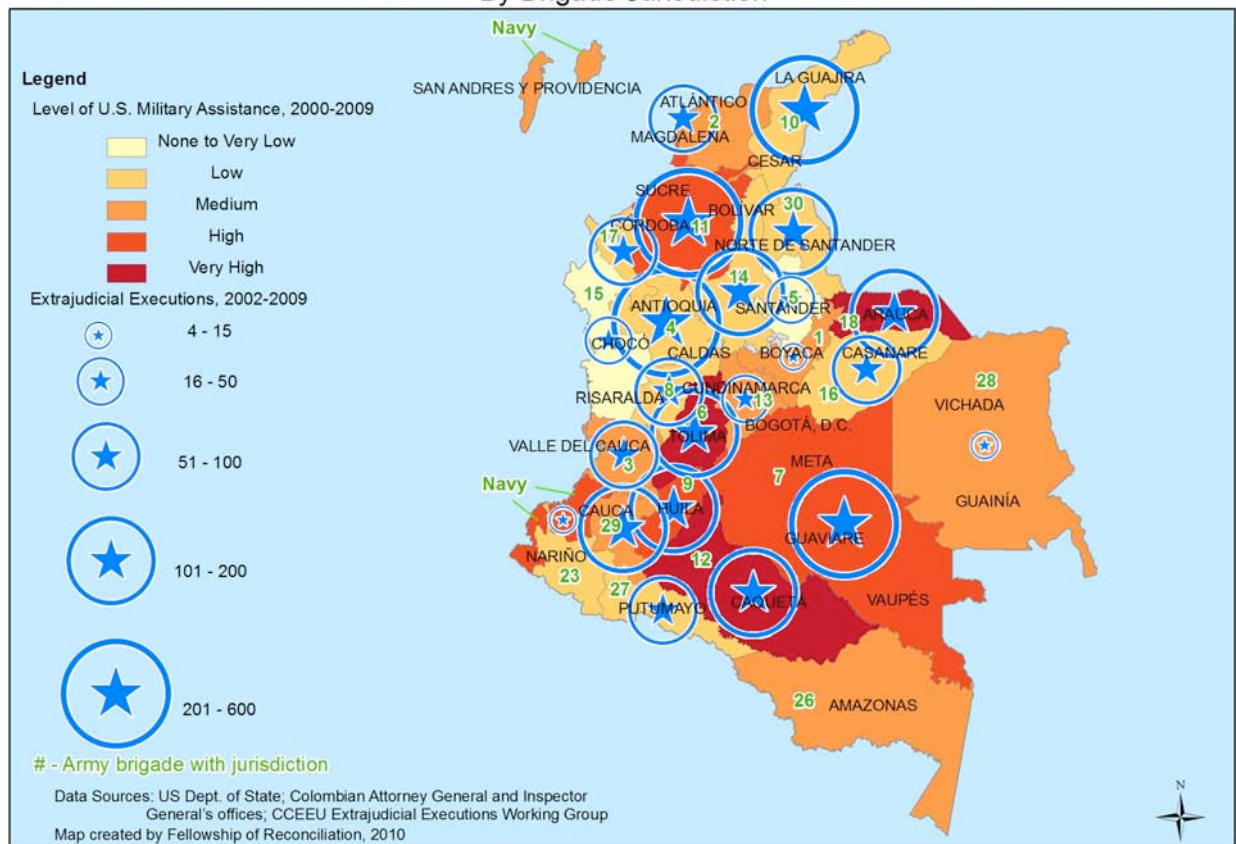 By Brigade Jurisdiction
Legend
Level of U.S. Military Assistance, 2000-2009
None to Very Low
Low
Medium
High
Very High
Extrajudicial Executions, 2002-2009
4 - 15
16 - 50
51 - 100
101 - 200
201 - 600
# - Army brigade with jurisdiction
Data Sources: US Dept. of State; Colombian Attorney General and Inspector
General's offices; CCEEU Extrajudicial Executions Working Group
Map created by Fellowship of Reconciliation, 2010
Navy
SAN ANDRES Y PROVIDENCIA
LA GUAJIRA
ATLÁNTICO
2
10
MAGDALENA
CESAR
SUCRE
BOLÍVAR
30
CÓRDOBA
11
17
NORTE DE SANTANDER
14
15
ANTIOQUIA
SANTANDER
5
4
18
ARAUCA
1
CHOCÓ
CALDAS
BOYACA
CASANARE
28
8
CUNDINAMARCA
16
RISARALDA
13
VICHADA
6
BOGOTÁ, D.C.
TOLIMA
VALLE DEL CAUCA
3
META
7
Navy
9
GUAINÍA
CAUCA
HUILA
29
GUAVIARE
NARIÑO
12
23
27
PUTUMAYO
CAQUETÁ
VAUPÉS
26
AMAZONAS
N